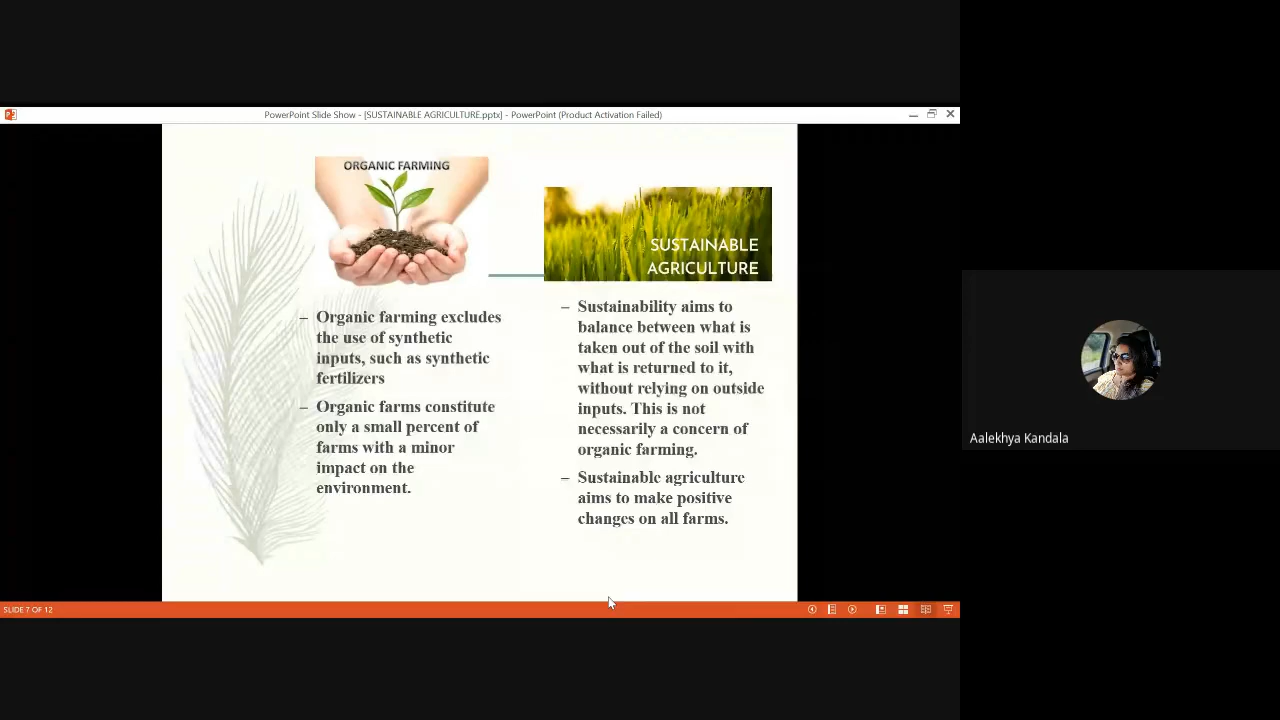 PowerPoint Slide Show - [SUSTAINABLE AGRICULTURE.pptx] - PowerPoint (Product Activation Failed)
ORGANIC FARMING
– Organic farming excludes
the use of synthetic
inputs, such as synthetic
fertilizers
– Organic farms constitute
only a small percent of
farms with a minor
impact on the
environment.
SUSTAINABLE
AGRICULTURE
– Sustainability aims to
balance between what is
taken out of the soil with
what is returned to it,
without relying on outside
inputs. This is not
necessarily a concern of
organic farming.
– Sustainable agriculture
aims to make positive
changes on all farms.
SLIDE 7 OF 12
Aalekhya Kandala